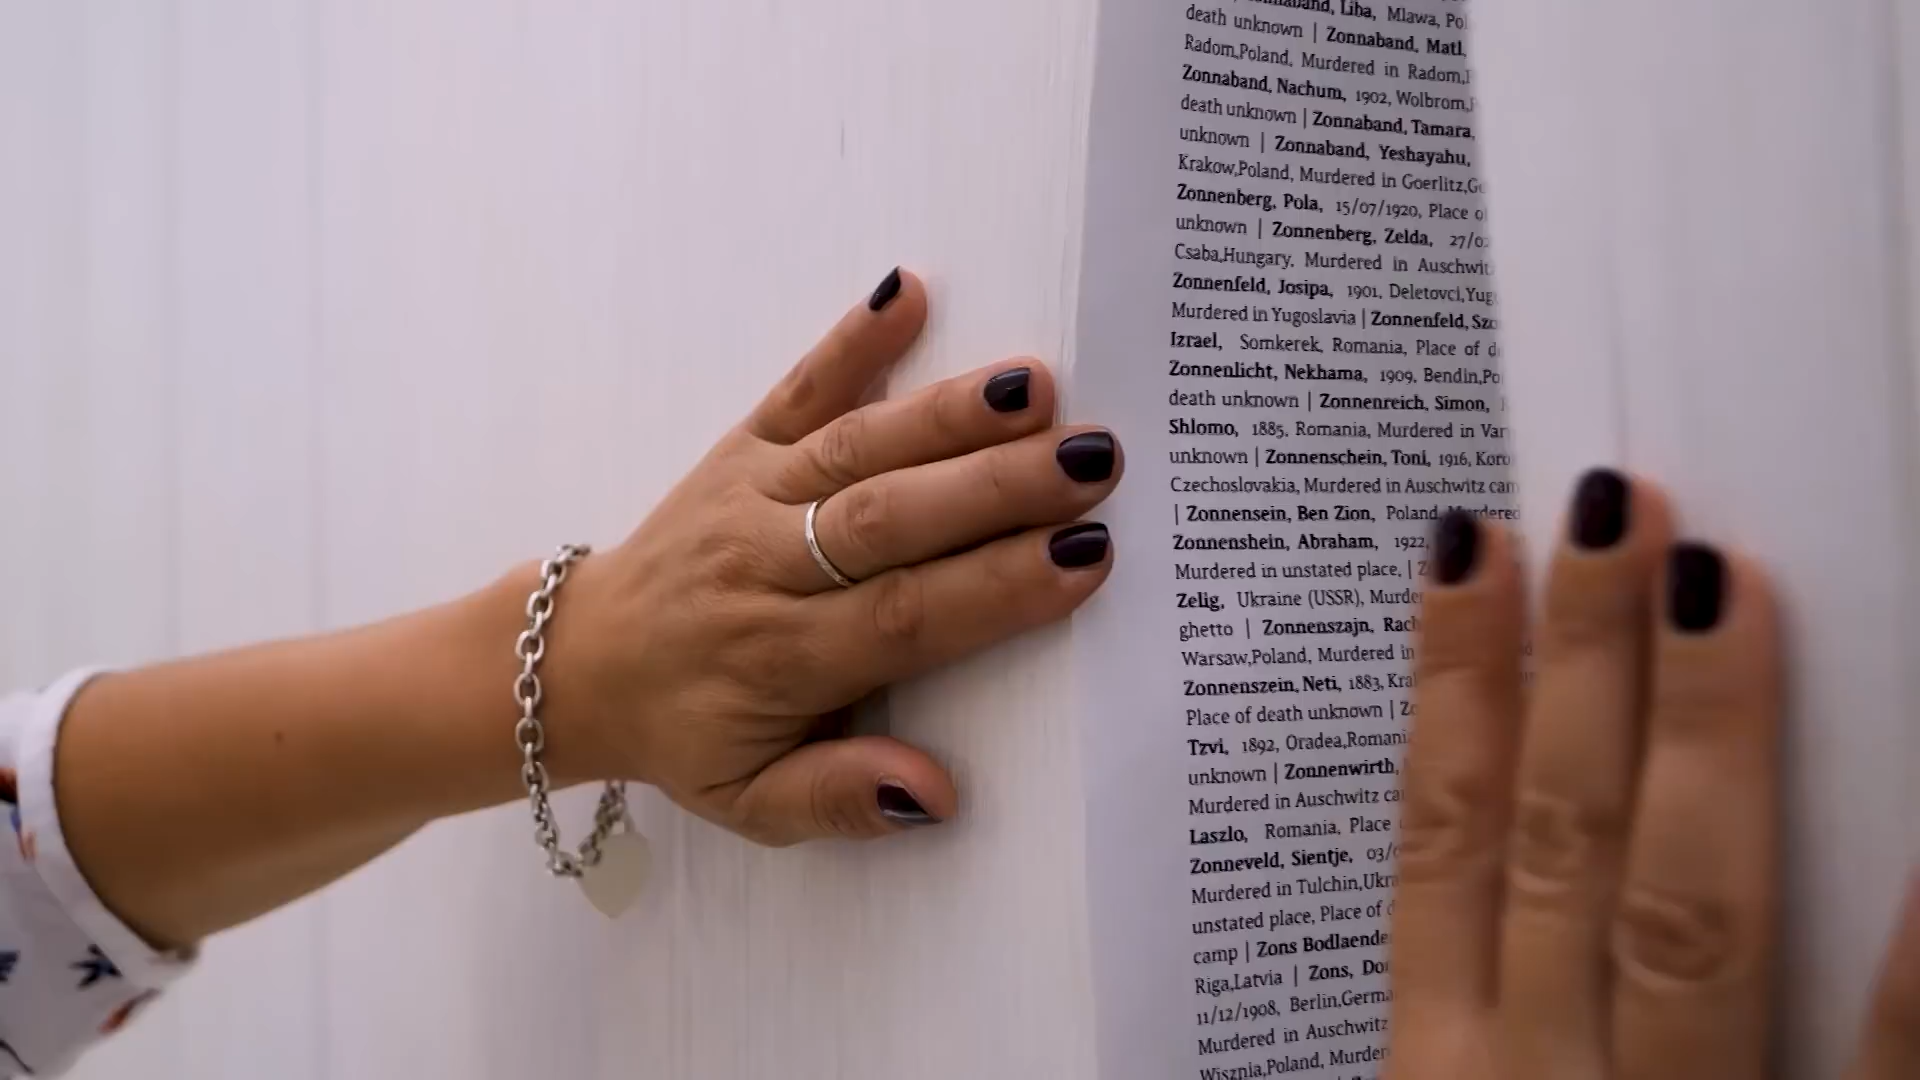 Liba, Mlawa,
death unknown | Zonnaband, Matl,
Radom,Poland, Murdered in Radom,
Zonnaband, Nachum, 1902, Wolbrom,
death unknown | Zonnaband, Tamara,
unknown | Zonnaband, Yeshayahu,
Krakow,Poland, Murdered in Goerlitz,
Zonnenberg, Pola, 15/07/1920, Place
unknown | Zonnenberg, Zelda,
Csaba,Hungary, Murdered in
Zonnenfeld, Josipa, 1901, Deletovci,
Murdered in Yugoslavia | Zonnenfeld,
Izrael, Somkerek, Romania, Place of
Zonnenlicht, Nekhama, 1909, Bendin,
death unknown | Zonnenreich, Simon,
Shlomo, 1885, Romania, Murdered in
unknown | Zonnenschein, Toni, 1916,
Czechoslovakia, Murdered in Auschwitz
| Zonnensein, Ben Zion, Poland,
Zonnenshein, Abraham, 1922,
Murdered in unstated place, |
Zelig, Ukraine (USSR),
ghetto | Zonnenszajn,
Warsaw,Poland, Murdered in
Zonnenszein, Neti, 1883,
Place of death unknown |
Tzvi, 1892, Oradea,
unknown | Zonnenwirth,
Murdered in Auschwitz
Laszlo, Romania, Place
Zonneveld, Sientje,
Murdered in Tulchin,
unstated place, Place of
camp | Zons
Riga,Latvia | Zons,
11/12/1908, Berlin,
Murdered in Auschwitz
Wisznia,Poland,